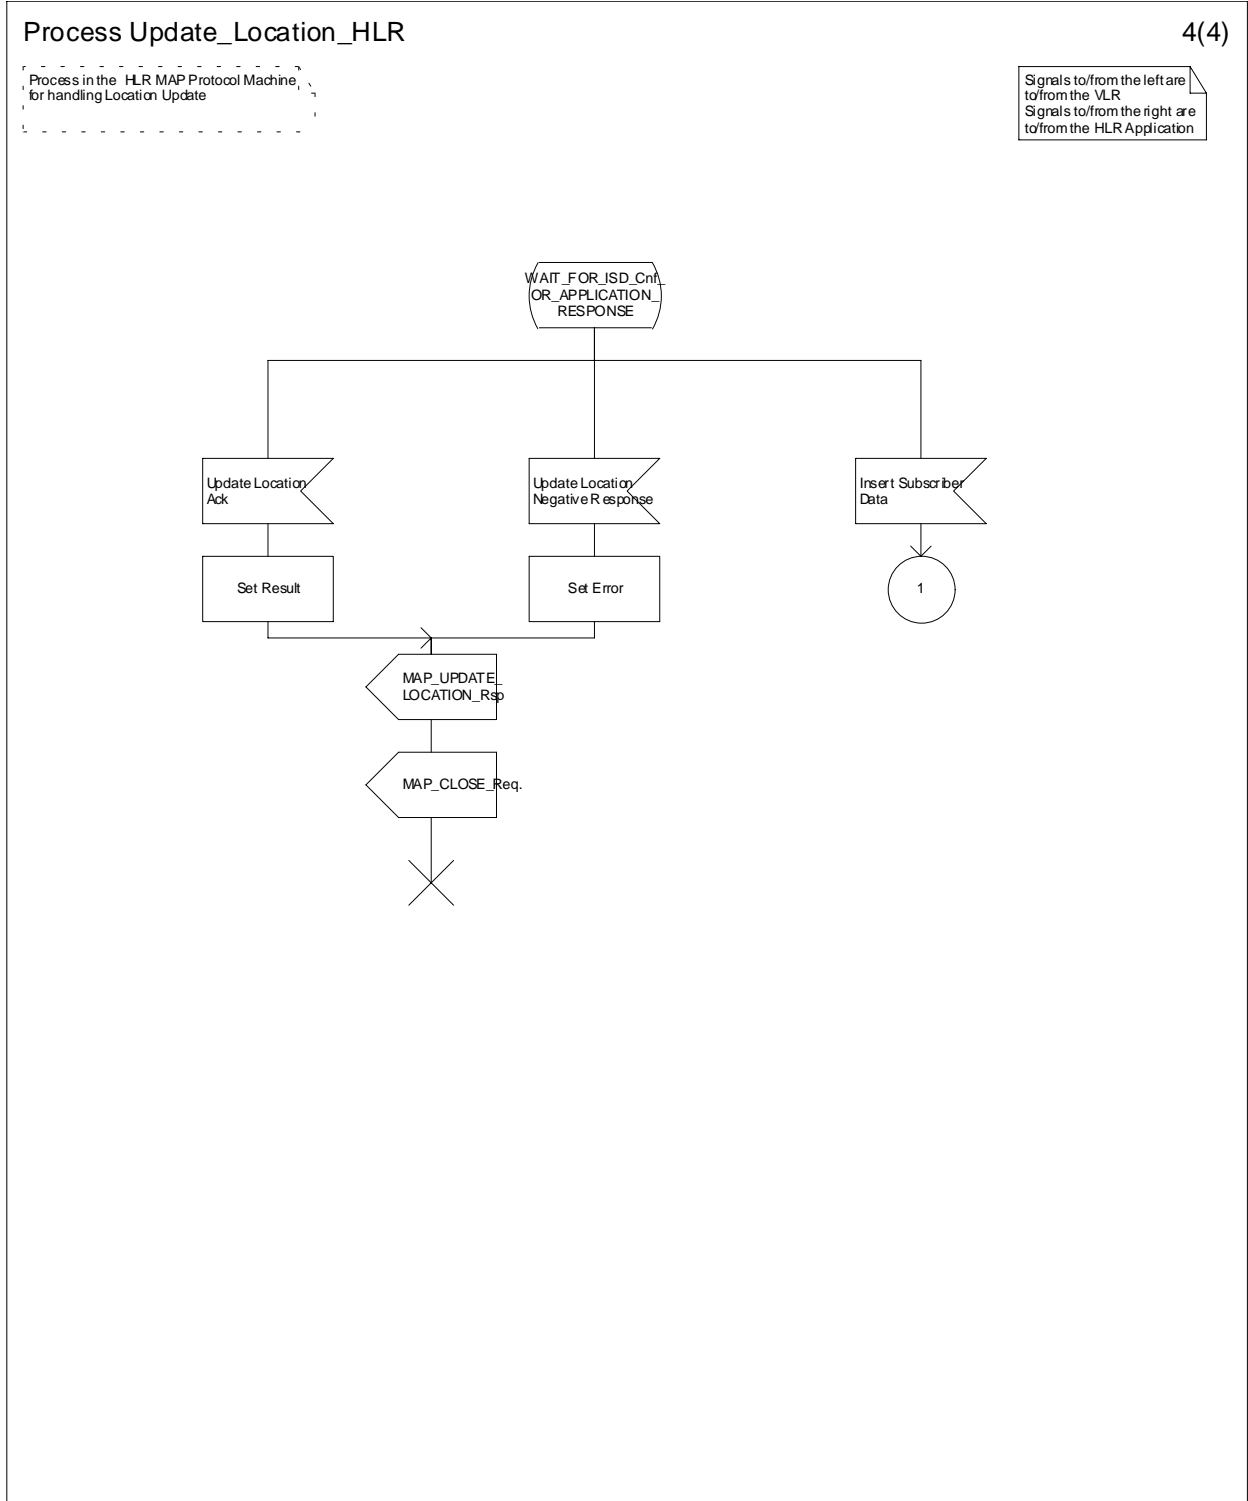 Process Update_Location_HLR
4(4)
Process in the HLR MAP Protocol Machine
for handling Location Update
Signals to/from the left are
to/from the VLR
Signals to/from the right are
to/from the HLR Application
WAIT_FOR_ISD_Cnf_
OR_APPLICATION_
RESPONSE
Update Location
Ack
Update Location
Negative Response
Insert Subscriber
Data
Set Result
Set Error
1
MAP_UPDATE_
LOCATION_Rsp
MAP_CLOSE_Req.